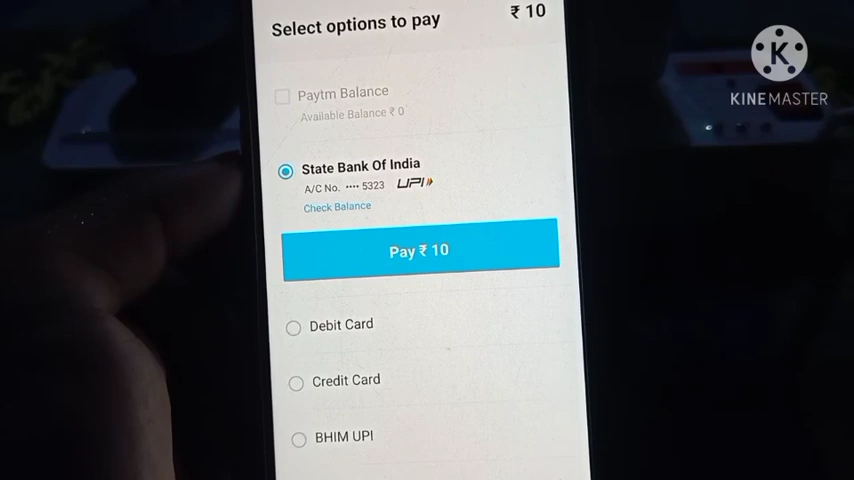 Select options to pay
₹ 10
Paytm Balance
Available Balance ₹ 0
State Bank Of India
A/C No. •••• 5323 UPI
Check Balance
Pay ₹ 10
Debit Card
Credit Card
BHIM UPI
K
KINEMASTER